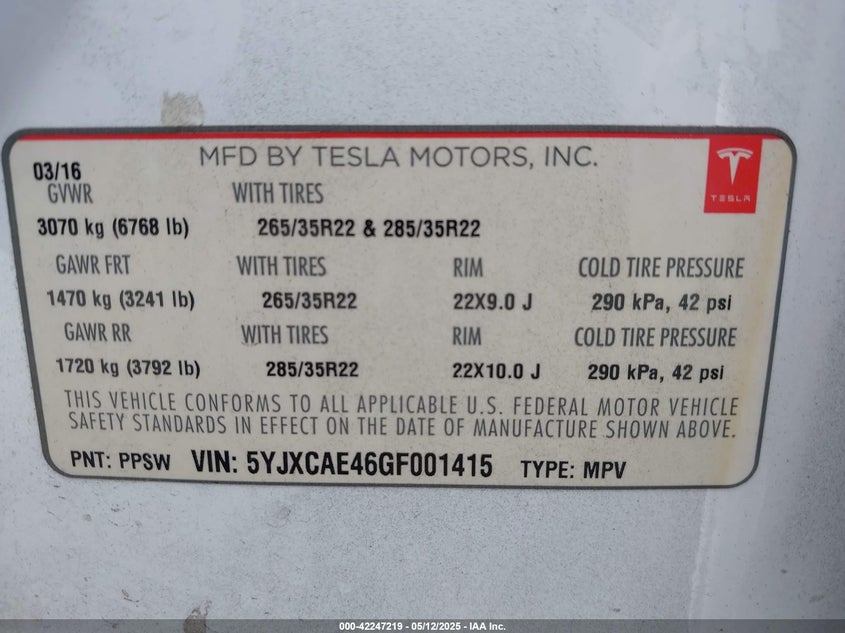 MFD BY TESLA MOTORS, INC.
TESLA
03/16
GVWR WITH TIRES
3070 kg (6768 lb) 265/35R22 & 285/35R22
GAWR FRT WITH TIRES RIM COLD TIRE PRESSURE
1470 kg (3241 lb) 265/35R22 22X9.0 J 290 kPa, 42 psi
GAWR RR WITH TIRES RIM COLD TIRE PRESSURE
1720 kg (3792 lb) 285/35R22 22X10.0 J 290 kPa, 42 psi
THIS VEHICLE CONFORMS TO ALL APPLICABLE U.S. FEDERAL MOTOR VEHICLE
SAFETY STANDARDS IN EFFECT ON THE DATE OF MANUFACTURE SHOWN ABOVE.
PNT: PPSW VIN: 5YJXCAE46GF001415 TYPE: MPV
000-42247219 - 05/12/2025 - IAA Inc.